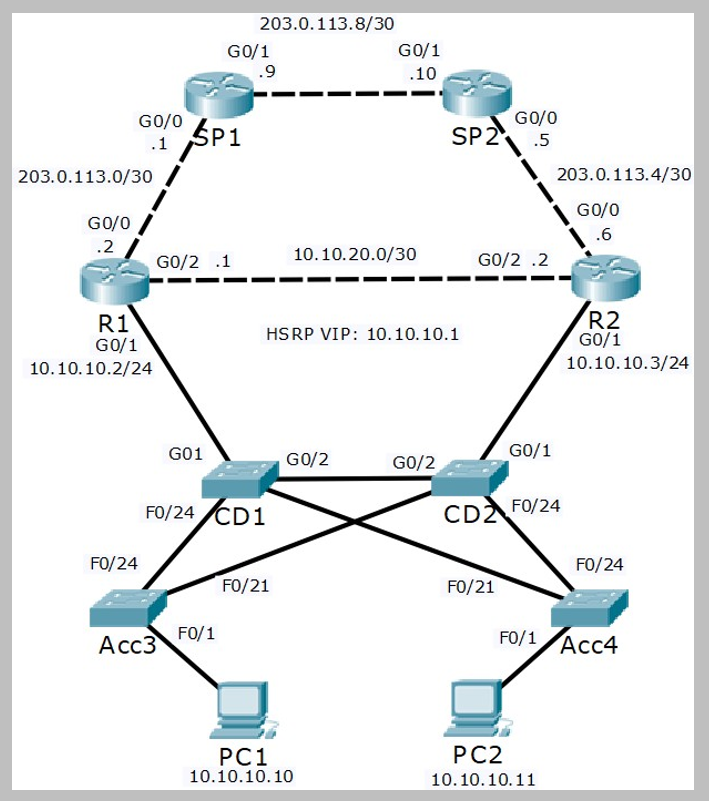 203.0.113.8/30
G0/1
G0/1
.9
.10
G0/0
SP1
SP2
G0/0
.1
.5
203.0.113.0/30
203.0.113.4/30
G0/0
G0/0
.2
.6
10.10.20.0/30
G0/2 .1
G0/2 .2
R1
R2
HSRP VIP: 10.10.10.1
G0/1
G0/1
10.10.10.2/24
10.10.10.3/24
G01
G0/2
G0/2
G0/1
F0/24
CD1
CD2
F0/24
F0/24
F0/24
F0/21
F0/21
F0/1
F0/1
Acc3
Acc4
PC1
PC2
10.10.10.10
10.10.10.11